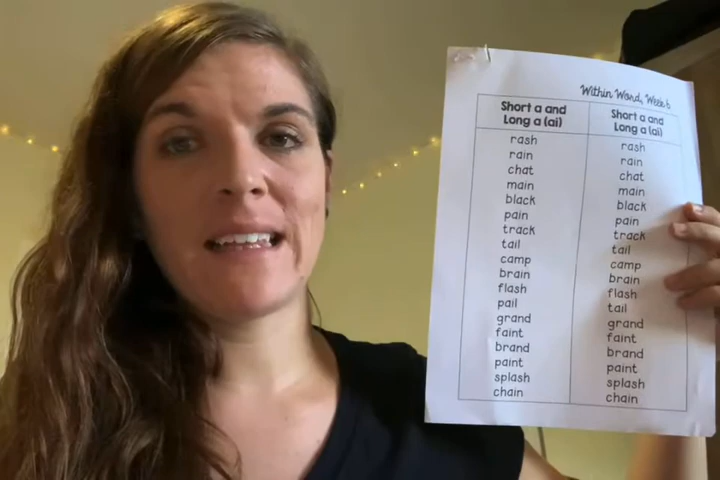 Within Word, Week 6
Short a and
Long a (ai)
rash
rain
chat
main
black
pain
track
tail
camp
brain
flash
pail
grand
faint
brand
paint
splash
chain
Short a and
Long a (ai)
rash
rain
chat
main
black
pain
track
tail
camp
brain
flash
tail
grand
faint
brand
paint
splash
chain